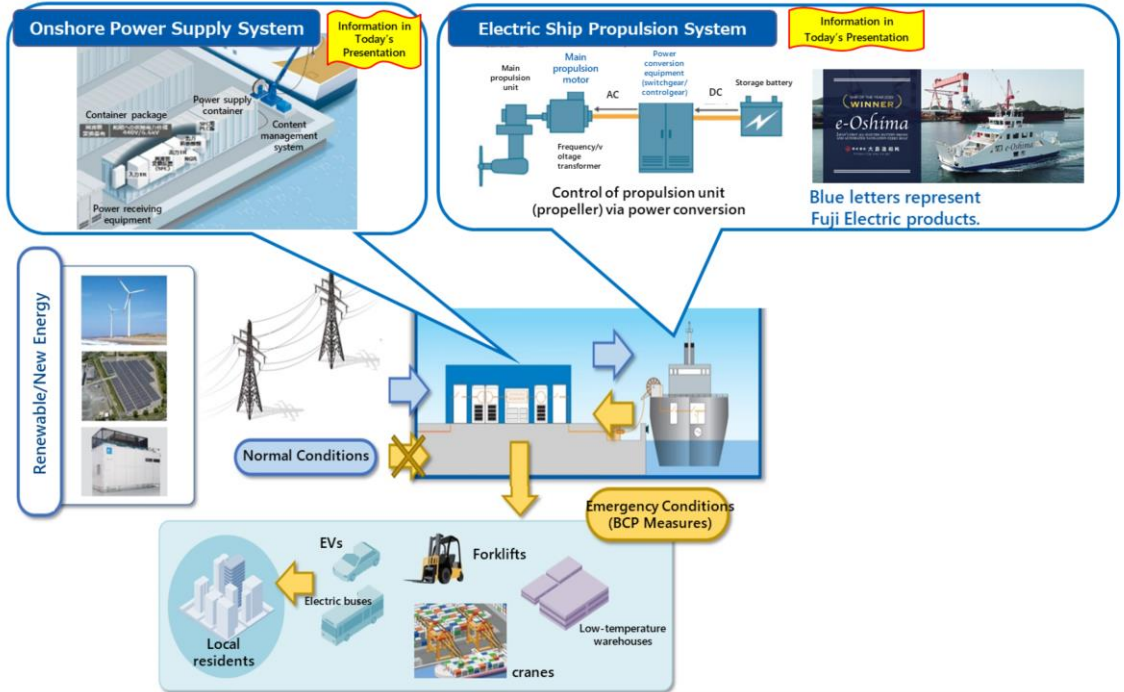 Onshore Power Supply System
Information in
Today's
Presentation
Container package
Power supply
container
Content
management
system
440V/6.6kV
Power receiving
equipment
Electric Ship Propulsion System
Information in
Today's Presentation
Main
propulsion
unit
Main
propulsion
motor
Power
conversion
equipment
(switchgear/
controlgear)
Storage battery
AC
DC
Frequency/v
oltage
transformer
Control of propulsion unit
(propeller) via power conversion
WINNER
e-Oshima
e-Oshima
Blue letters represent
Fuji Electric products.
Renewable/New Energy
Normal Conditions
Emergency Conditions
(BCP Measures)
EVs
Forklifts
Electric buses
Local
residents
cranes
Low-temperature
warehouses